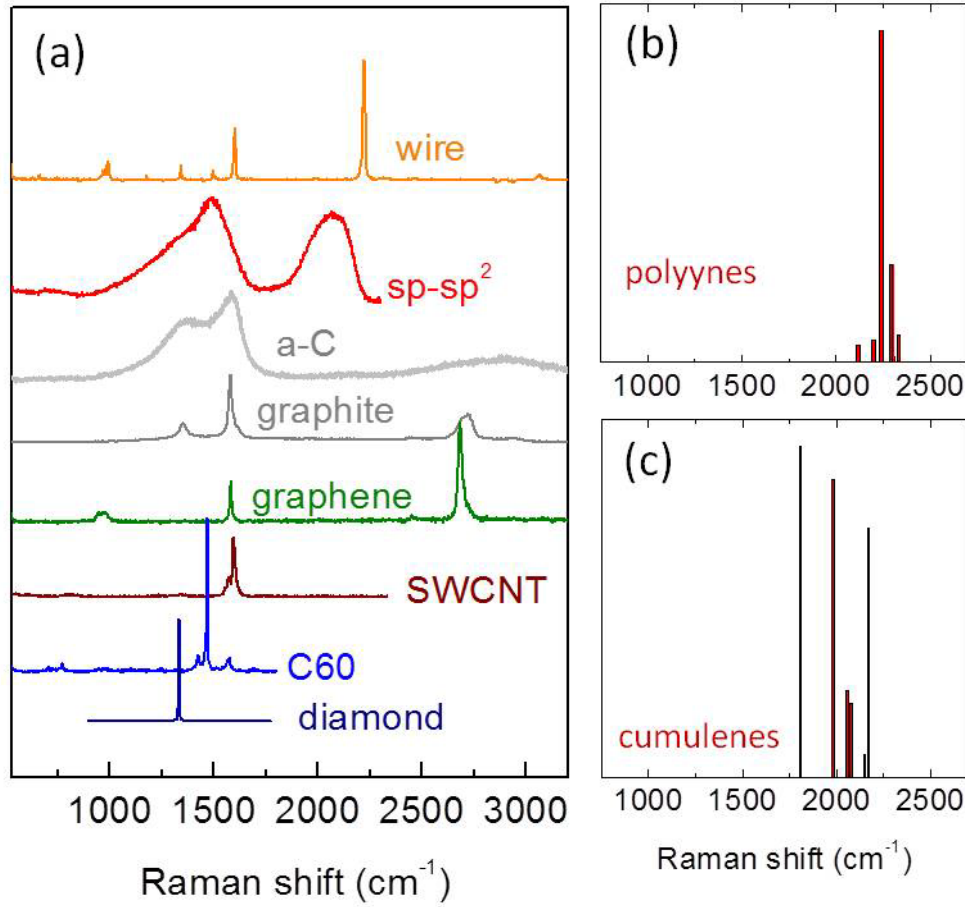 (a)
wire
sp-sp²
a-C
graphite
graphene
SWCNT
C60
diamond
1000 1500 2000 2500 3000
Raman shift (cm⁻¹)
(b)
polyynes
1000 1500 2000 2500
(c)
cumulenes
1000 1500 2000 2500
Raman shift (cm⁻¹)